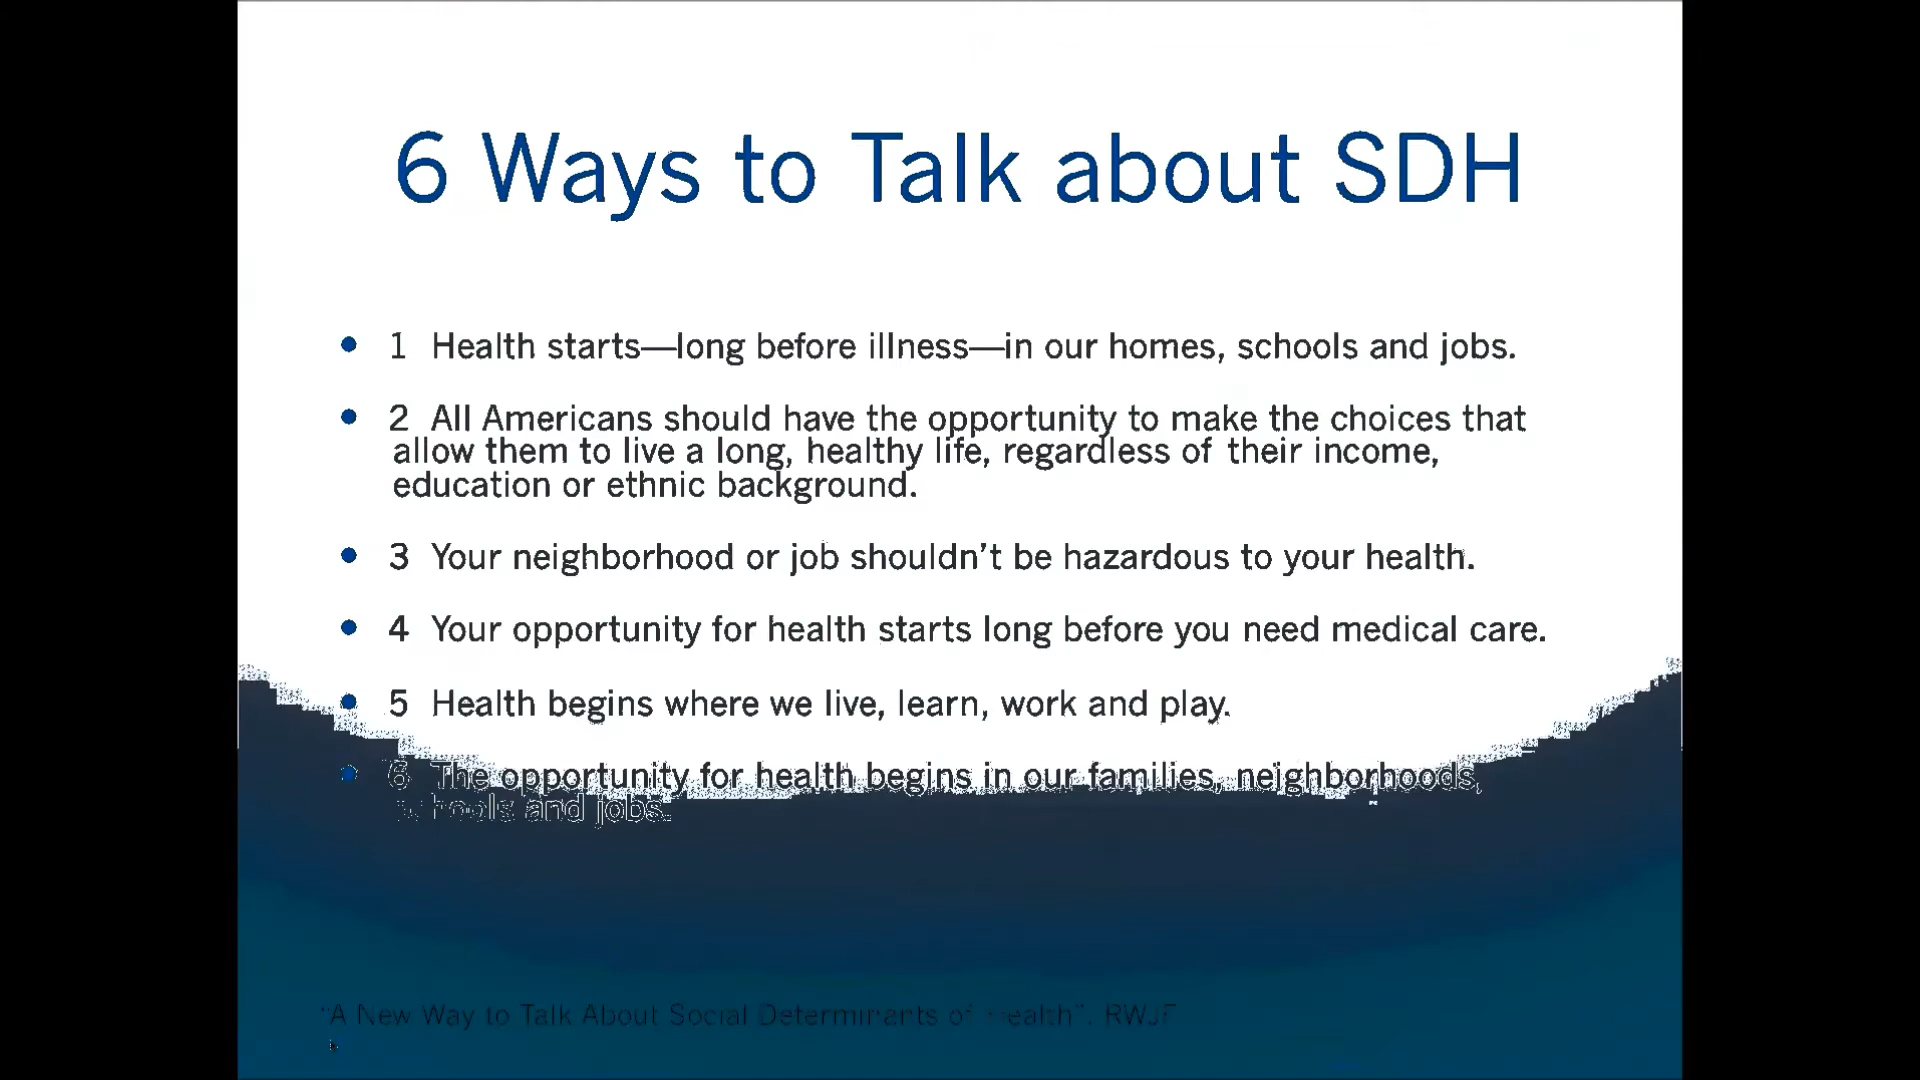 6 Ways to Talk about SDH
• 1 Health starts—long before illness—in our homes, schools and jobs.
• 2 All Americans should have the opportunity to make the choices that
allow them to live a long, healthy life, regardless of their income,
education or ethnic background.
• 3 Your neighborhood or job shouldn’t be hazardous to your health.
• 4 Your opportunity for health starts long before you need medical care.
• 5 Health begins where we live, learn, work and play.
• 6 The opportunity for health begins in our families, neighborhoods,
schools and jobs.
“A New Way to Talk About Social Determinants of Health”. RWJF